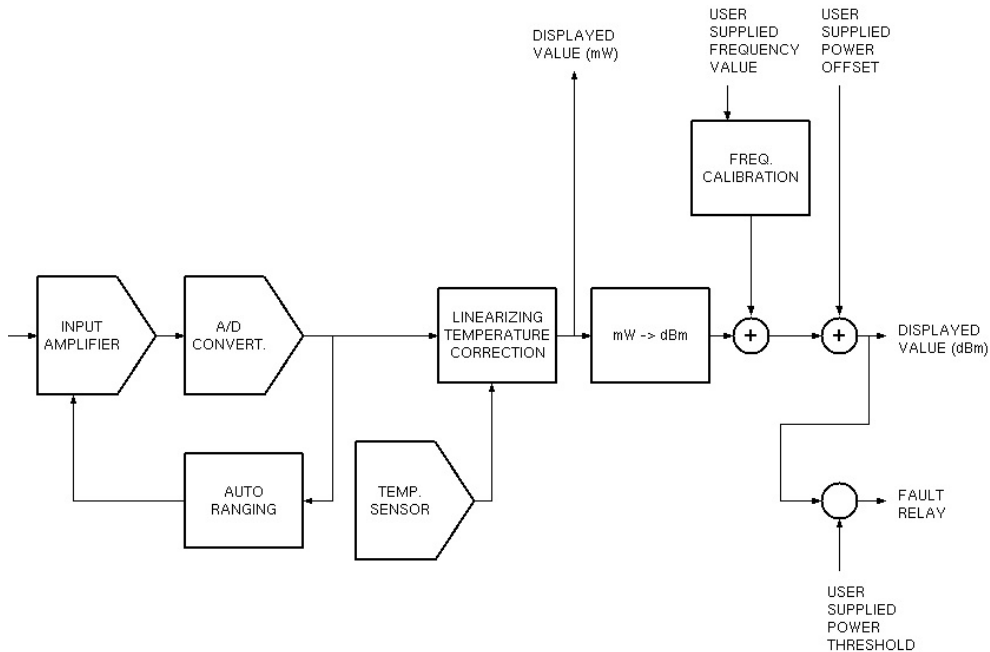 DISPLAYED
VALUE (mW)
USER
SUPPLIED
FREQUENCY
VALUE
USER
SUPPLIED
POWER
OFFSET
FREQ.
CALIBRATION
INPUT
AMPLIFIER
A/D
CONVERT.
LINEARIZING
TEMPERATURE
CORRECTION
mW -> dBm
+
+
DISPLAYED
VALUE (dBm)
AUTO
RANGING
TEMP.
SENSOR
FAULT
RELAY
USER
SUPPLIED
POWER
THRESHOLD